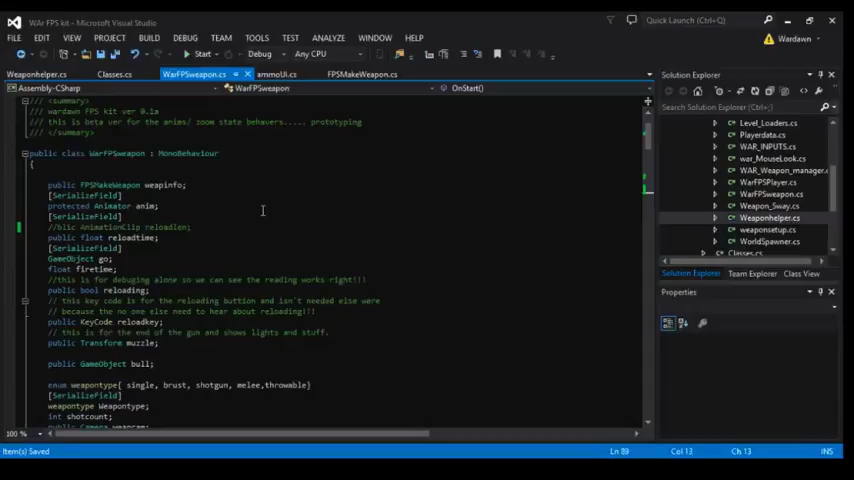 WAr FPS kit - Microsoft Visual Studio
Quick Launch (Ctrl+Q)
FILE EDIT VIEW PROJECT BUILD DEBUG TEAM TOOLS TEST ANALYZE WINDOW HELP
Wardawn
Start Debug Any CPU
Weaponhelper.cs Classes.cs WarFPSweapon.cs ammoUi.cs FPSMakeWeapon.cs
Assembly-CSharp WarFPSweapon OnStart()
/// <summary>
/// wardawn FPS kit ver 0.1a
/// this is beta ver for the anims/ zoom state behavers..... prototyping
/// </summary>
public class WarFPSweapon : MonoBehaviour
{
public FPSMakeWeapon weapinfo;
[SerializeField]
protected Animator anim;
[SerializeField]
//blic AnimationClip reloadlen;
public float reloadtime;
[SerializeField]
GameObject go;
float firetime;
//this is for debuging alone so we can see the reading works right!!!
public bool reloading;
// this key code is for the reloading button and isn't needed else ware
// because the no one else need to hear about reloading!!!
public KeyCode reloadkey;
// this is for the end of the gun and shows lights and stuff.
public Transform muzzle;
public GameObject bull;
enum weapontype{ single, brust, shotgun, melee,throwable}
[SerializeField]
weapontype Weapontype;
int shotcount;
public Camera weapcam;
100 %
Solution Explorer
Search Solution Explorer
Level_Loaders.cs
Playerdata.cs
WAR_INPUTS.cs
war_MouseLook.cs
WAR_Weapon_manager.c
WarFPSPlayer.cs
WarFPSweapon.cs
Weapon_Sway.cs
Weaponhelper.cs
weaponsetup.cs
WorldSpawner.cs
Classes.cs
Solution Explorer Team Explorer Class View
Properties
Item(s) Saved Ln 89 Col 13 Ch 13 INS